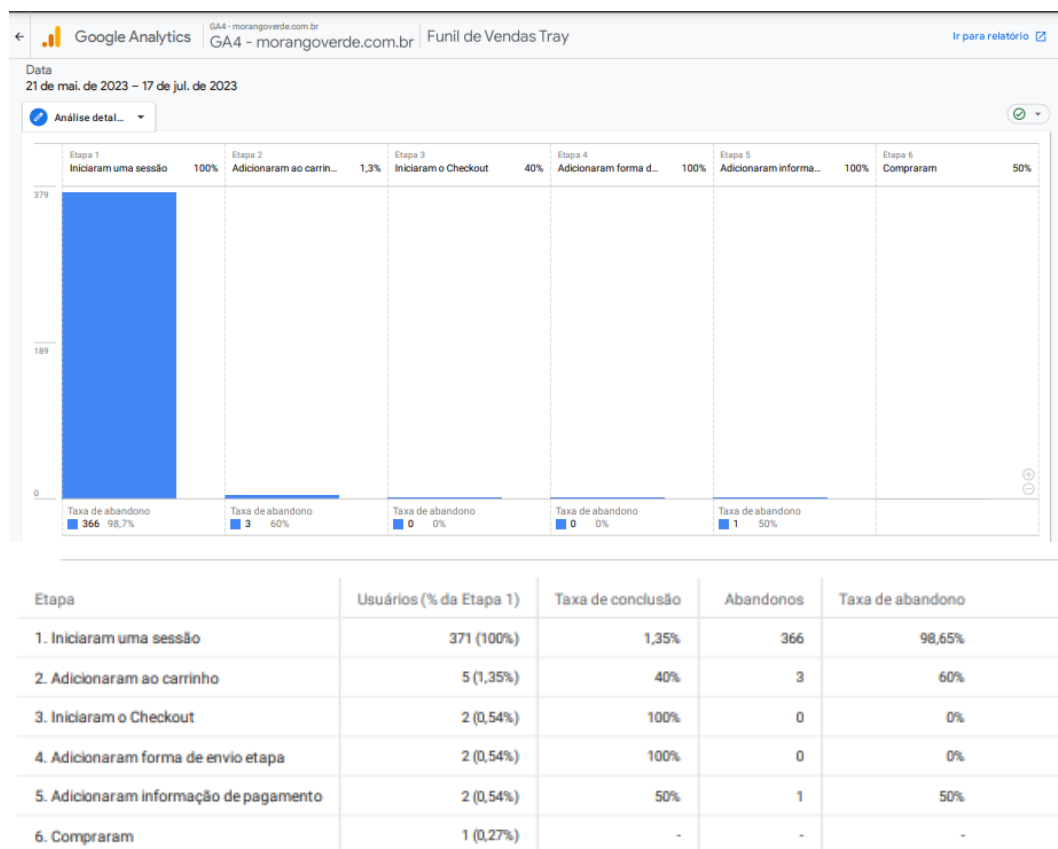 GA4 - morangoverde.com.br
Google Analytics GA4 - morangoverde.com.br Funil de Vendas Tray Ir para relatório
Data
21 de mai. de 2023 – 17 de jul. de 2023
Análise detal...
Etapa 1 Etapa 2 Etapa 3 Etapa 4 Etapa 5 Etapa 6
Iniciaram uma sessão 100% Adicionaram ao carrin... 1,3% Iniciaram o Checkout 40% Adicionaram forma d... 100% Adicionaram informa... 100% Compraram 50%
379
189
0
Taxa de abandono Taxa de abandono Taxa de abandono Taxa de abandono Taxa de abandono
366 98,7% 3 60% 0 0% 0 0% 1 50%
Etapa Usuários (% da Etapa 1) Taxa de conclusão Abandonos Taxa de abandono
1. Iniciaram uma sessão 371 (100%) 1,35% 366 98,65%
2. Adicionaram ao carrinho 5 (1,35%) 40% 3 60%
3. Iniciaram o Checkout 2 (0,54%) 100% 0 0%
4. Adicionaram forma de envio etapa 2 (0,54%) 100% 0 0%
5. Adicionaram informação de pagamento 2 (0,54%) 50% 1 50%
6. Compraram 1 (0,27%) - - -